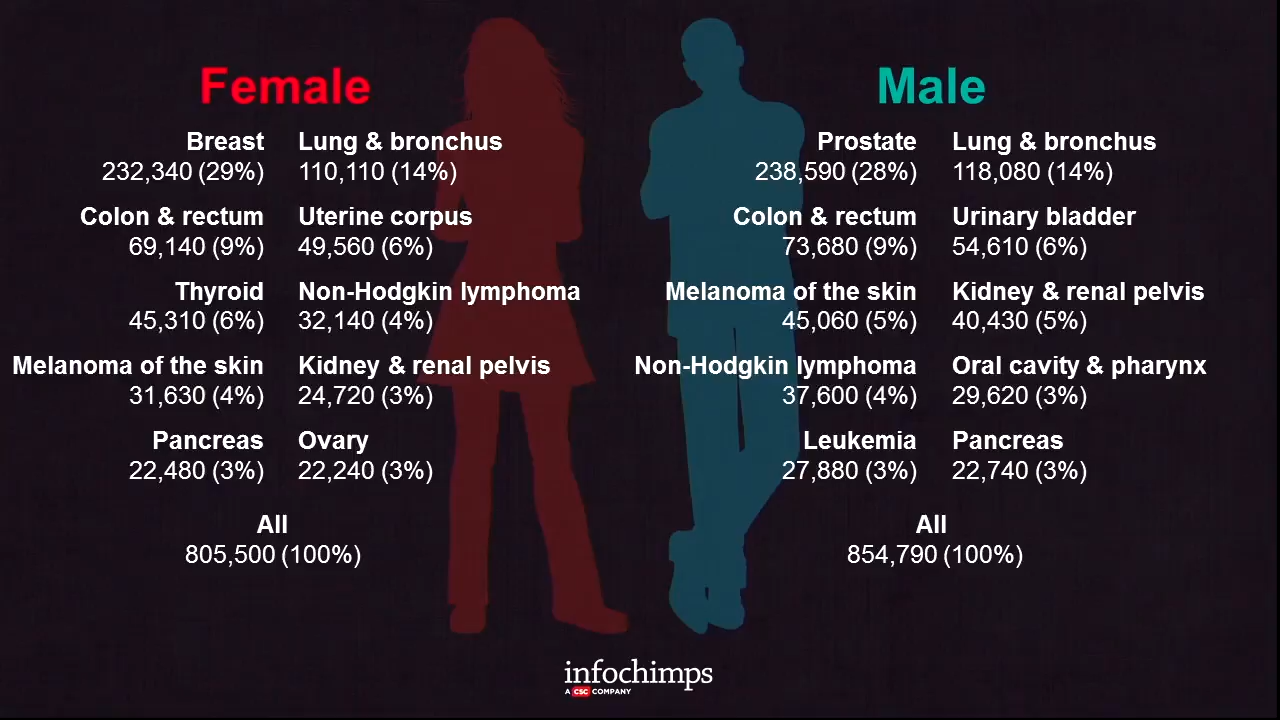 Female
Breast
232,340 (29%)
Lung & bronchus
110,110 (14%)
Colon & rectum
69,140 (9%)
Uterine corpus
49,560 (6%)
Thyroid
45,310 (6%)
Non-Hodgkin lymphoma
32,140 (4%)
Melanoma of the skin
31,630 (4%)
Kidney & renal pelvis
24,720 (3%)
Pancreas
22,480 (3%)
Ovary
22,240 (3%)
All
805,500 (100%)
Male
Prostate
238,590 (28%)
Lung & bronchus
118,080 (14%)
Colon & rectum
73,680 (9%)
Urinary bladder
54,610 (6%)
Melanoma of the skin
45,060 (5%)
Kidney & renal pelvis
40,430 (5%)
Non-Hodgkin lymphoma
37,600 (4%)
Oral cavity & pharynx
29,620 (3%)
Leukemia
27,880 (3%)
Pancreas
22,740 (3%)
All
854,790 (100%)
infochimps
A CSC COMPANY